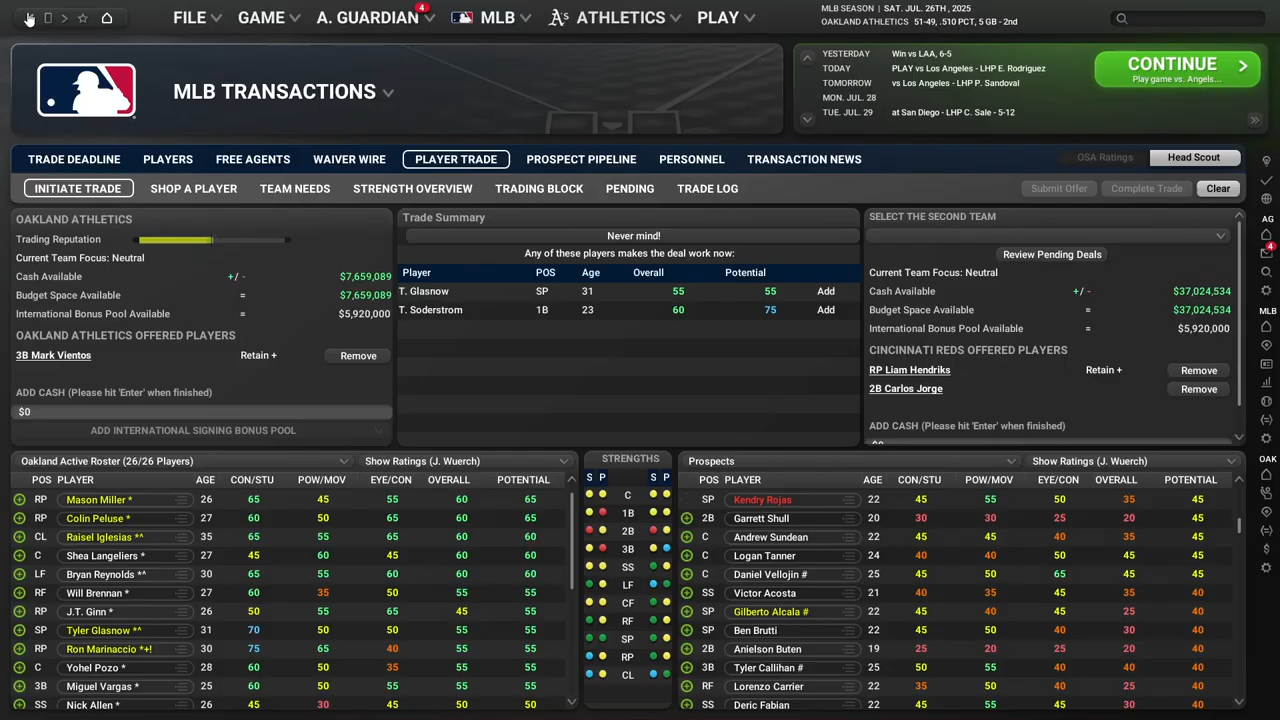 FILE GAME A. GUARDIAN 4 MLB A's ATHLETICS PLAY
MLB SEASON | SAT. JUL. 26TH , 2025
OAKLAND ATHLETICS 51-49, .510 PCT, 5 GB - 2nd
MLB TRANSACTIONS
YESTERDAY Win vs LAA, 6-5
TODAY PLAY vs Los Angeles - LHP E. Rodriguez
TOMORROW vs Los Angeles - LHP P. Sandoval
MON. JUL. 28
TUE. JUL. 29 at San Diego - LHP C. Sale - 5-12
CONTINUE
Play game vs. Angels...
TRADE DEADLINE PLAYERS FREE AGENTS WAIVER WIRE PLAYER TRADE PROSPECT PIPELINE PERSONNEL TRANSACTION NEWS OSA Ratings Head Scout
INITIATE TRADE SHOP A PLAYER TEAM NEEDS STRENGTH OVERVIEW TRADING BLOCK PENDING TRADE LOG Submit Offer Complete Trade Clear
OAKLAND ATHLETICS
Trading Reputation
Current Team Focus: Neutral
Cash Available +/- $7,659,089
Budget Space Available = $7,659,089
International Bonus Pool Available = $5,920,000
OAKLAND ATHLETICS OFFERED PLAYERS
3B Mark Vientos Retain + Remove
ADD CASH (Please hit 'Enter' when finished)
$0
ADD INTERNATIONAL SIGNING BONUS POOL
Trade Summary
Never mind!
Any of these players makes the deal work now:
Player POS Age Overall Potential
T. Glasnow SP 31 55 55 Add
T. Soderstrom 1B 23 60 75 Add
SELECT THE SECOND TEAM
Review Pending Deals
Current Team Focus: Neutral
Cash Available +/- $37,024,534
Budget Space Available = $37,024,534
International Bonus Pool Available = $5,920,000
CINCINNATI REDS OFFERED PLAYERS
RP Liam Hendriks Retain + Remove
2B Carlos Jorge Remove
ADD CASH (Please hit 'Enter' when finished)
AG
4
MLB
OAK
Oakland Active Roster (26/26 Players) Show Ratings (J. Wuerch)
POS PLAYER AGE CON/STU POW/MOV EYE/CON OVERALL POTENTIAL
RP Mason Miller * 26 65 45 55 60 65
RP Colin Peluse * 27 60 50 60 60 60
CL Raisel Iglesias *^ 35 65 55 60 60 60
C Shea Langeliers * 27 45 60 45 60 60
LF Bryan Reynolds *^ 30 60 55 60 60 60
RF Will Brennan * 27 60 35 50 55 55
RP J.T. Ginn * 26 50 55 50 45 55
SP Tyler Glasnow *^ 31 70 50 50 55 55
RP Ron Marinaccio *+! 30 75 65 40 55 55
C Yohel Pozo * 28 60 50 35 55 55
3B Miguel Vargas * 25 60 50 55 55 55
SS Nick Allen * 26 45 30 55 50 50
STRENGTHS
S P S P
C
1B
2B
3B
SS
LF
CF
RF
SP
RP
CL
Prospects Show Ratings (J. Wuerch)
POS PLAYER AGE CON/STU POW/MOV EYE/CON OVERALL POTENTIAL
SP Kendry Rojas 22 45 55 50 35 45
2B Garrett Shull 20 30 30 25 20 45
C Andrew Sundean 22 45 40 45 40 45
C Logan Tanner 24 40 40 50 45 45
C Daniel Vellojin # 25 45 40 65 45 45
SS Victor Acosta 21 40 35 45 35 40
SP Gilberto Alcala # 22 45 45 40 25 40
SP Ben Brutti 22 45 50 40 30 40
2B Anielson Buten 19 20 25 20 20 40
3B Tyler Callihan # 25 50 55 40 40 40
RF Lorenzo Carrier 22 35 50 40 25 40
SS Deric Fabian 22 45 55 45 30 40